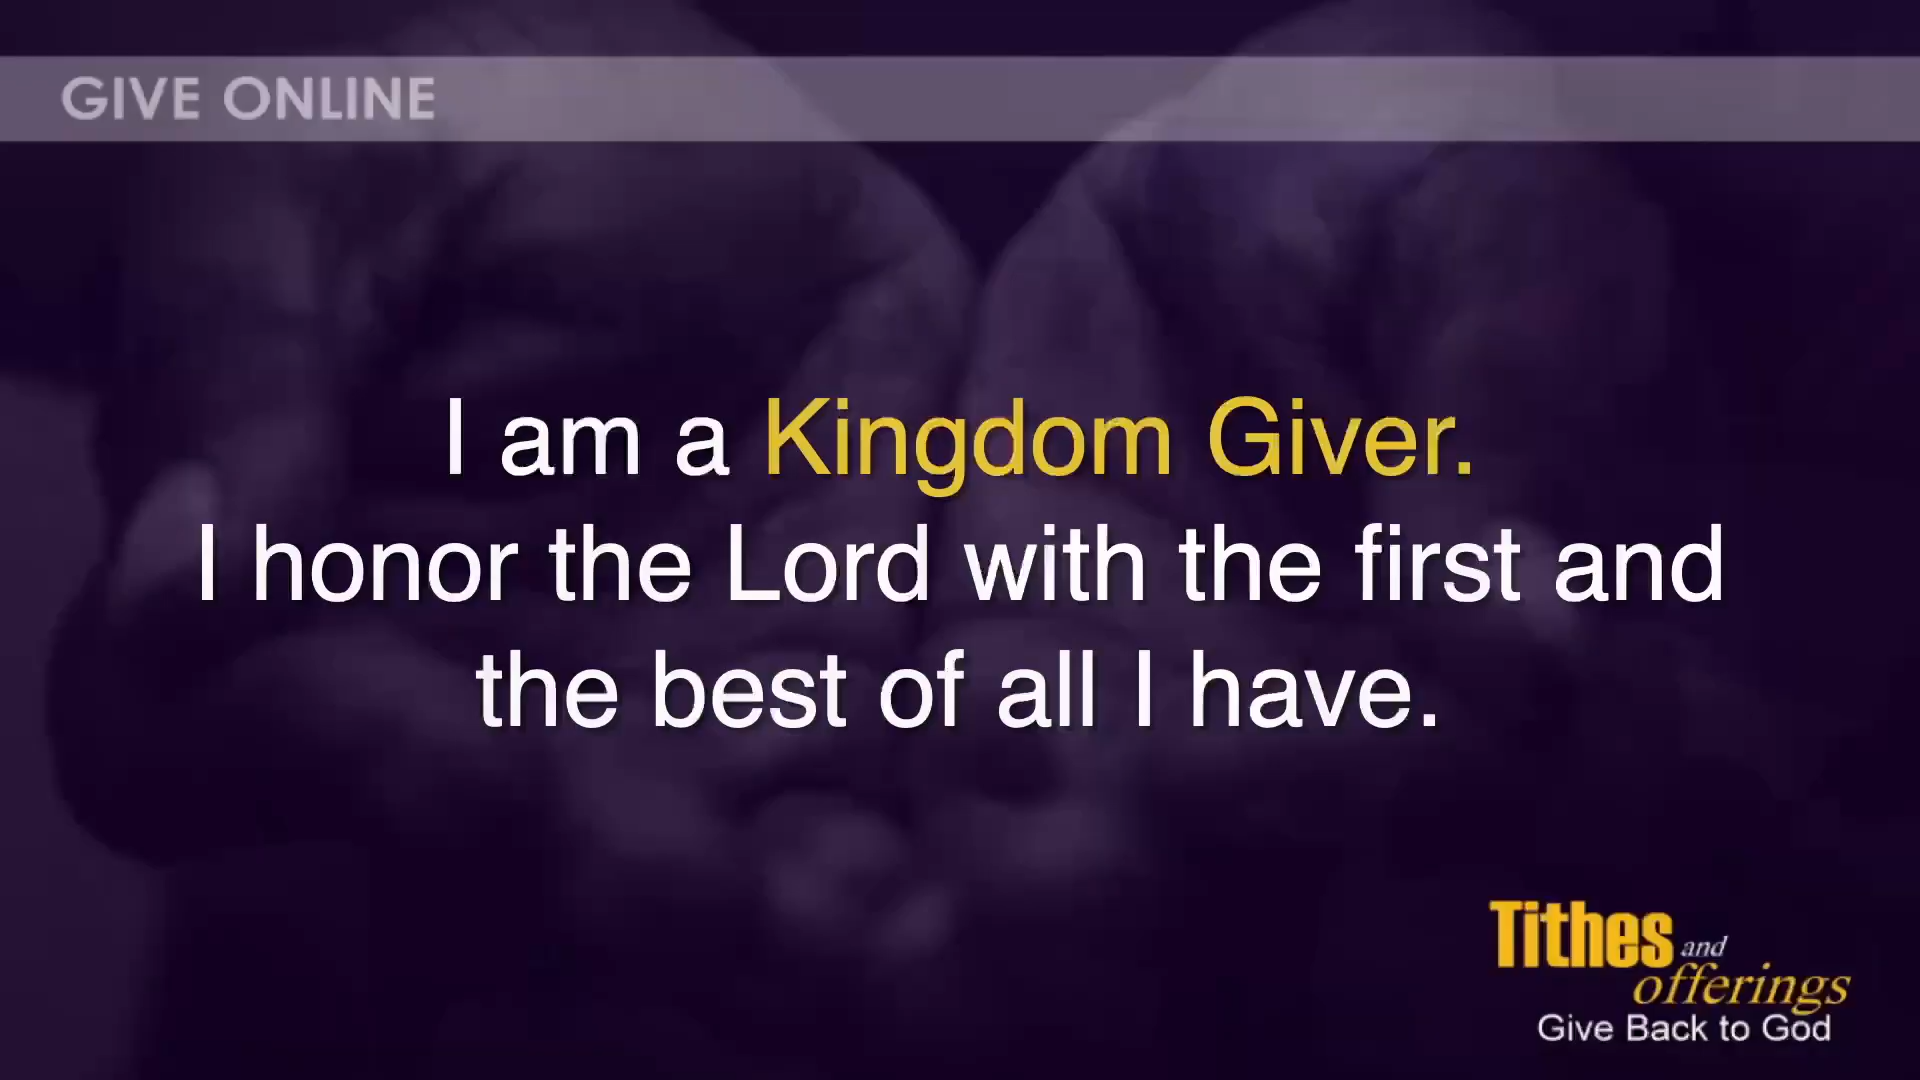 GIVE ONLINE
I am a Kingdom Giver.
I honor the Lord with the first and
the best of all I have.
Tithes and
offerings
Give Back to God